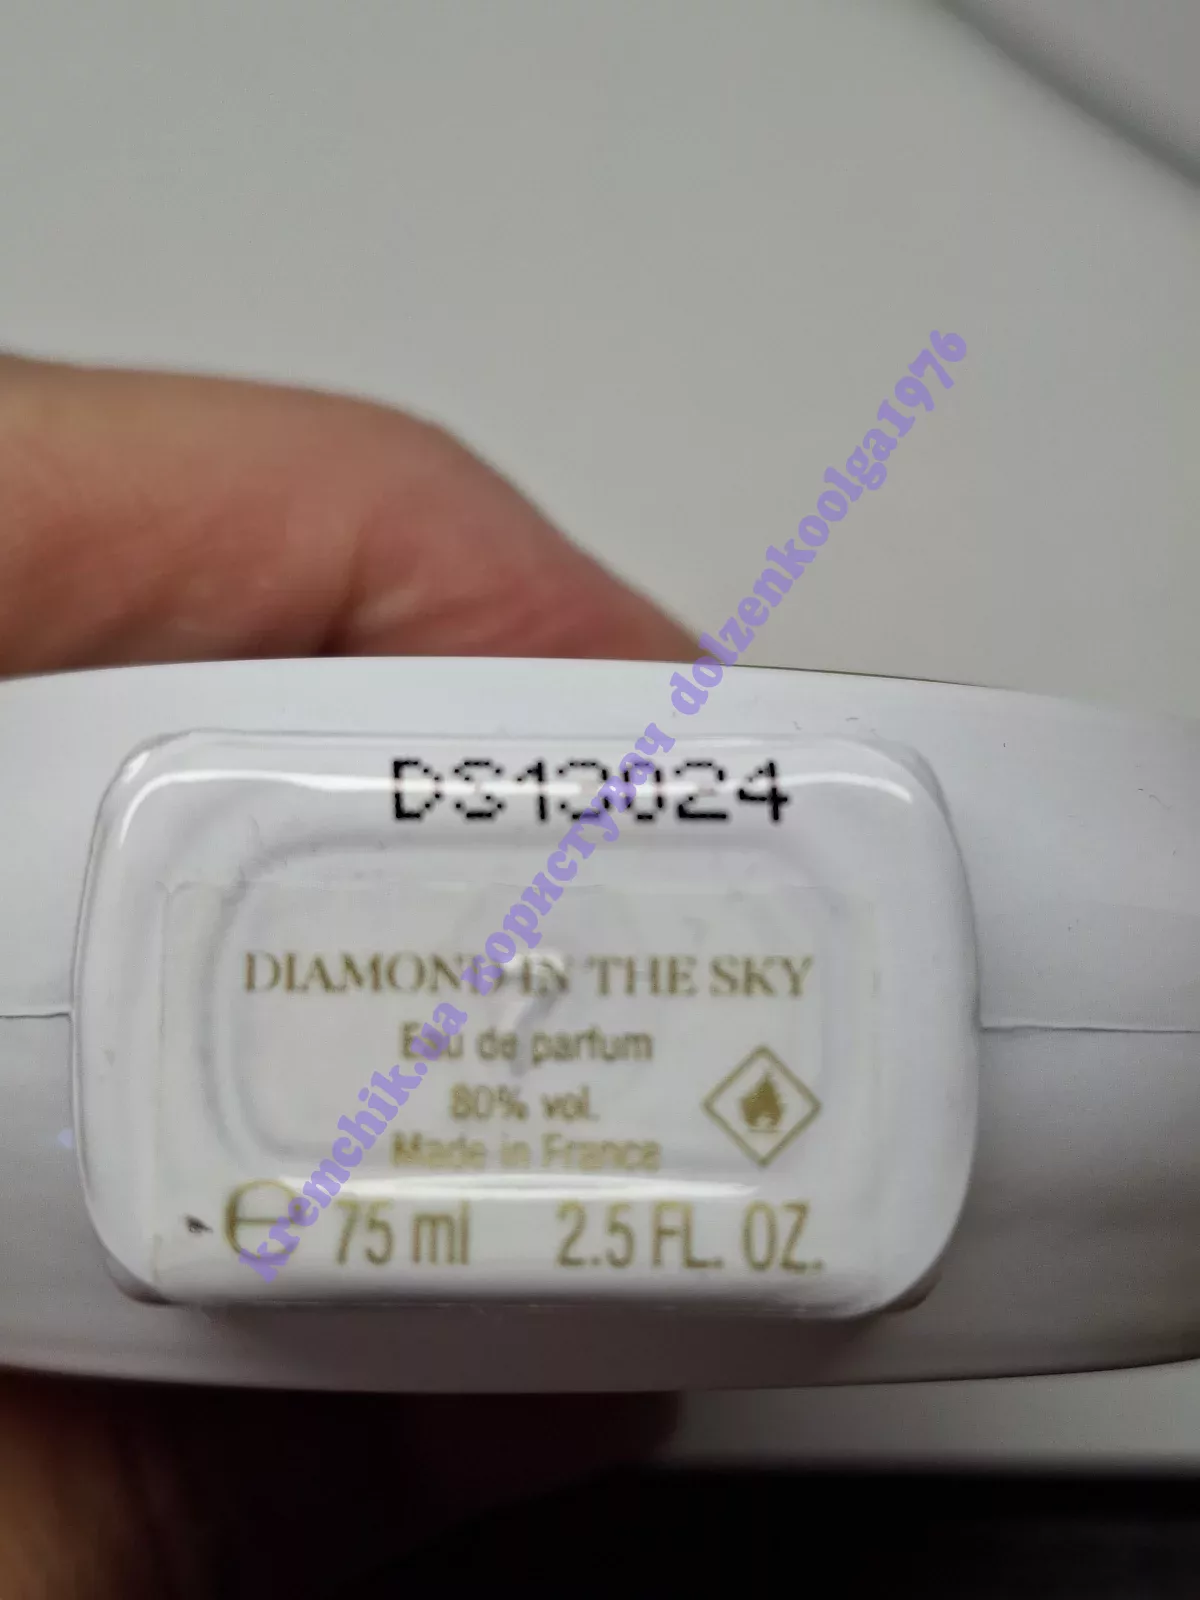 DS13024
DIAMOND IN THE SKY
Eau de parfum
80% vol.
Made in France
℮ 75 ml 2.5 FL. OZ.
kremchik.ua користувач dolzenkoolga1976